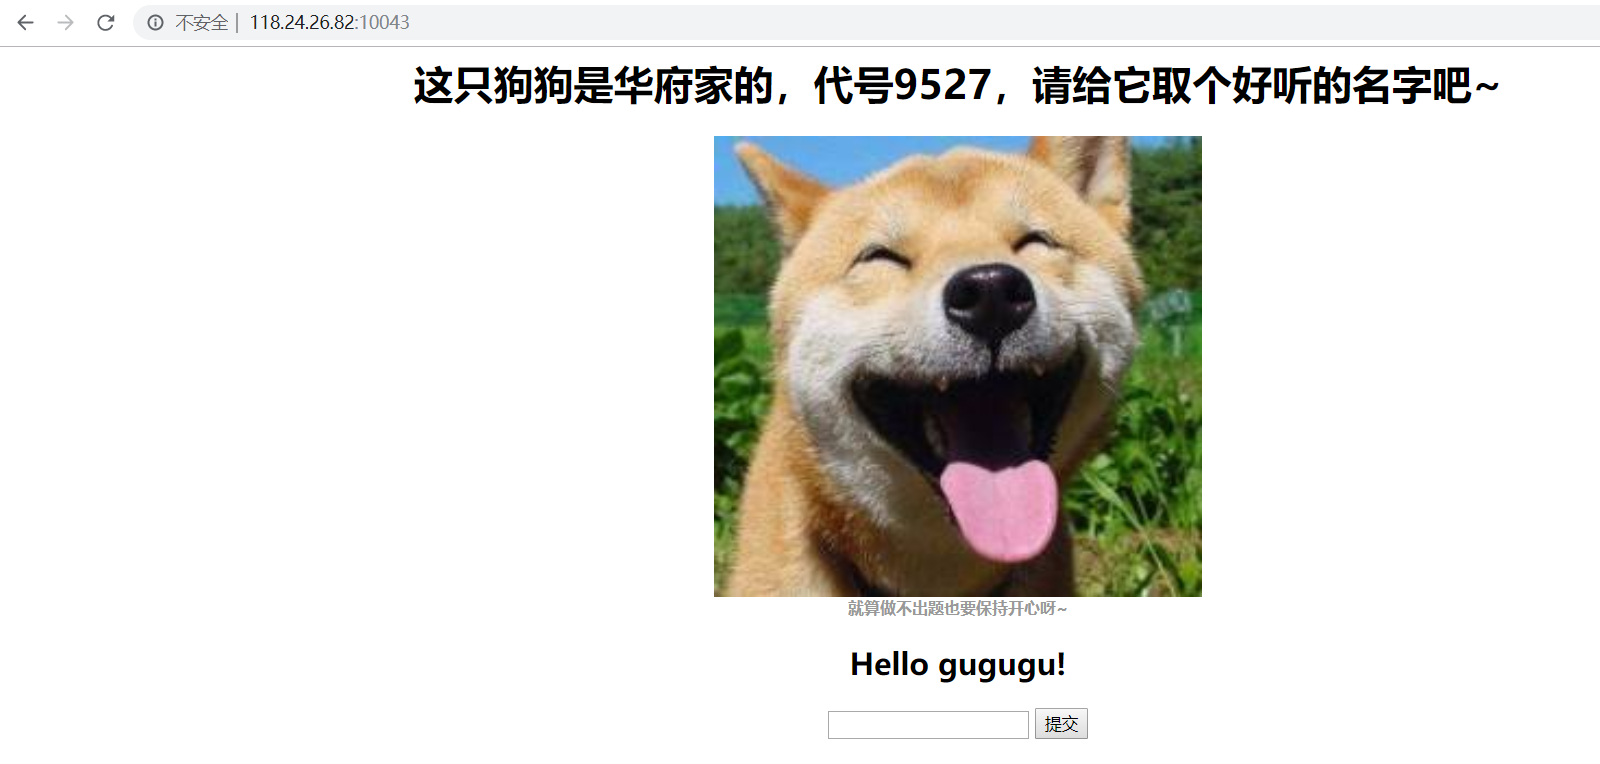 不安全 | 118.24.26.82:10043
这只狗狗是华府家的，代号9527，请给它取个好听的名字吧~
就算做不出题也要保持开心呀~
Hello gugugu!
提交